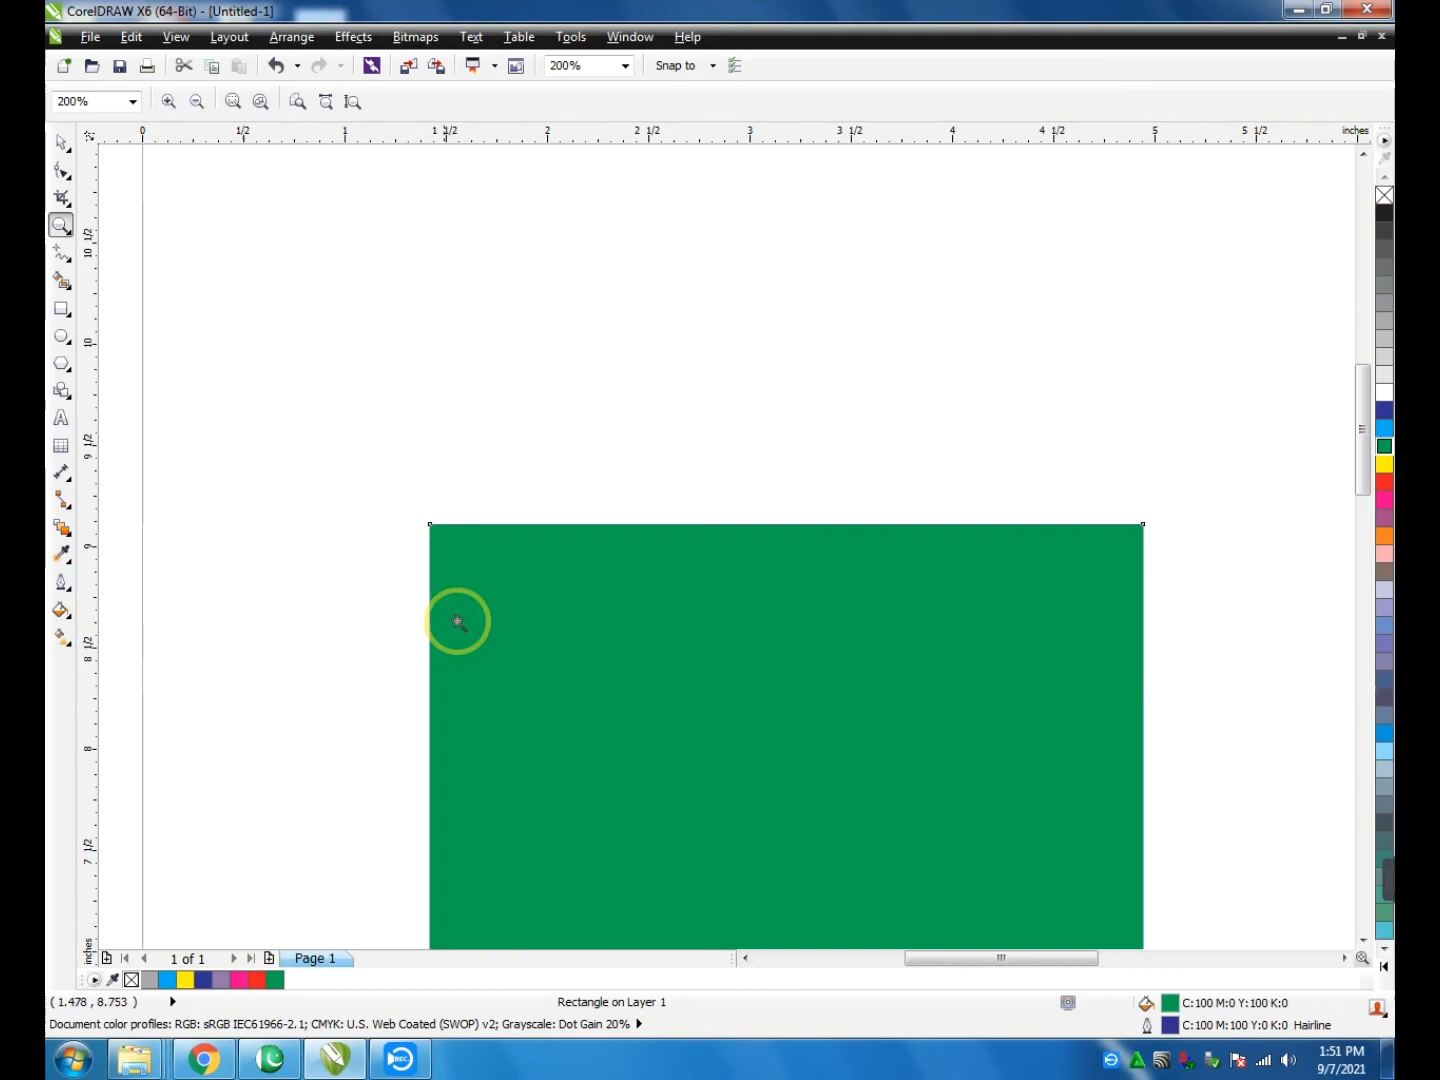 CorelDRAW X6 (64-Bit) - [Untitled-1]
File Edit View Layout Arrange Effects Bitmaps Text Table Tools Window Help
200% Snap to
200%
0 1/2 1 1 1/2 2 2 1/2 3 3 1/2 4 4 1/2 5 5 1/2 inches
10 1/2
10
9 1/2
9
8 1/2
8
7 1/2
inches
1 of 1 Page 1
( 1.478 , 8.753 ) Rectangle on Layer 1 C:100 M:0 Y:100 K:0
Document color profiles: RGB: sRGB IEC61966-2.1; CMYK: U.S. Web Coated (SWOP) v2; Grayscale: Dot Gain 20% C:100 M:100 Y:0 K:0 Hairline
REC
1:51 PM
9/7/2021